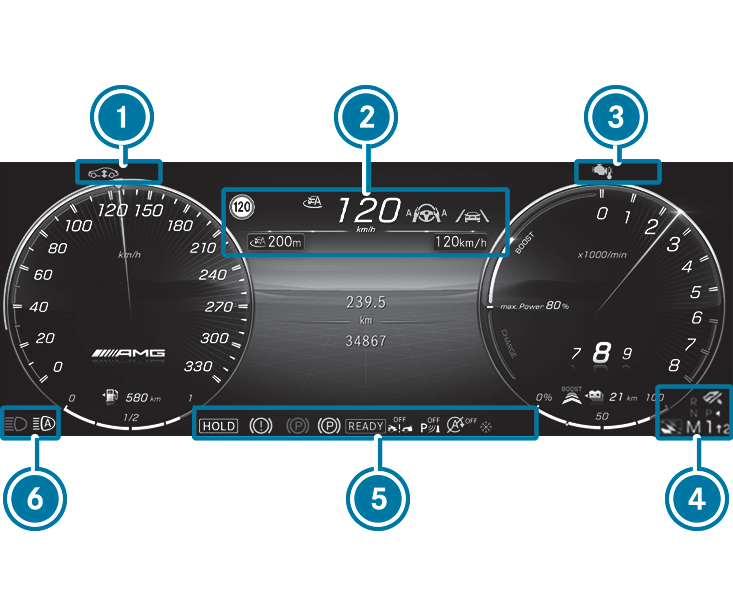 1
2
3
120
120
A
A
km/h
200m
120km/h
0
20
40
60
80
100
120
150
180
210
240
270
300
330
km/h
AMG
0
580 km
1
1/2
239.5
km
34867
0
1
2
3
4
5
6
7
8
x1000/min
BOOST
max. Power 80%
CHARGE
7 8 9
0%
BOOST
21 km
100
50
R
N P
M1 2
A
HOLD
(P)
(P)
READY
OFF
OFF
P
OFF
A
6
5
4